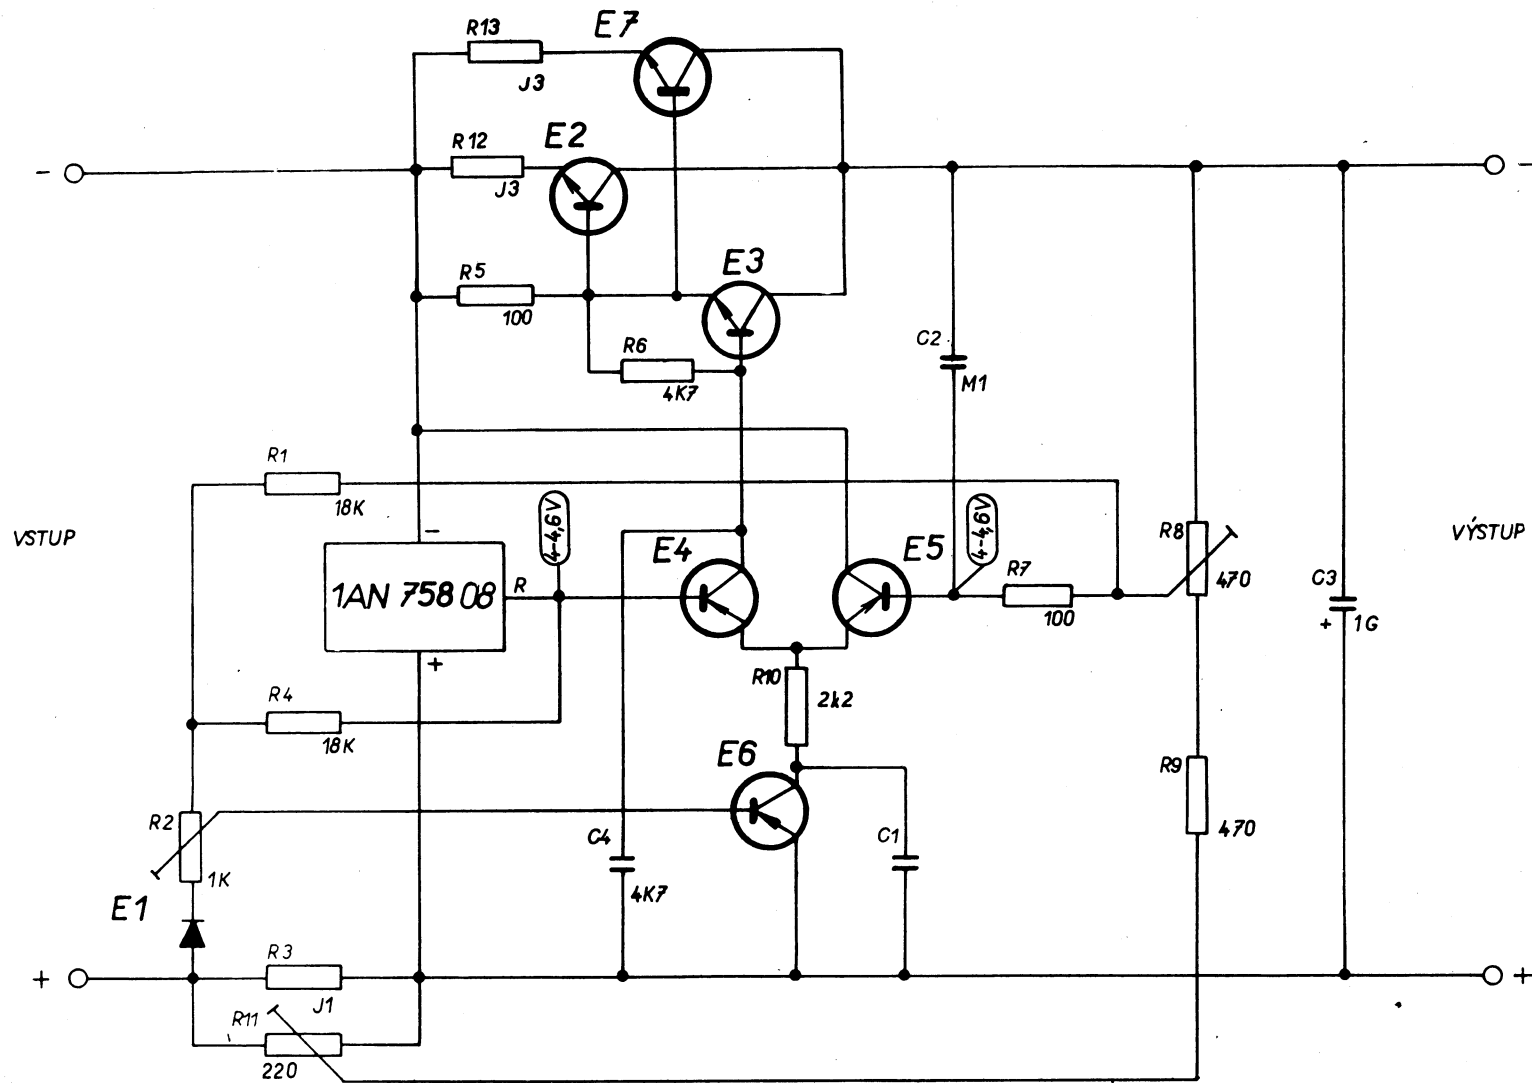 R13
E7
J3
R12
E2
J3
-
-
R5
100
E3
R6
4K7
C2
M1
R1
18K
-
VSTUP
4-4,6V
E4
E5
4-4,6V
R7
100
R8
470
VÝSTUP
1AN 758 08
R
+
C3
+ 1G
R4
18K
R10
2k2
E6
R9
470
R2
1K
C4
4K7
C1
E1
R3
J1
+
+
R11
220